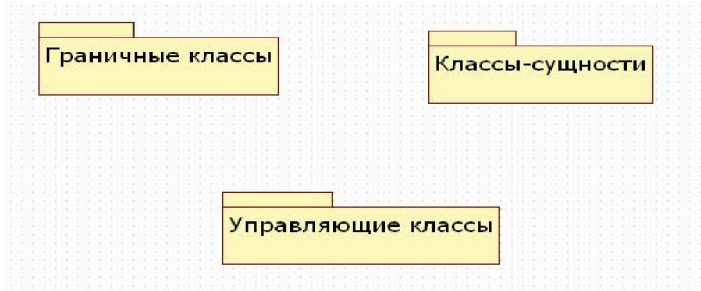 Граничные классы
Классы-сущности
Управляющие классы